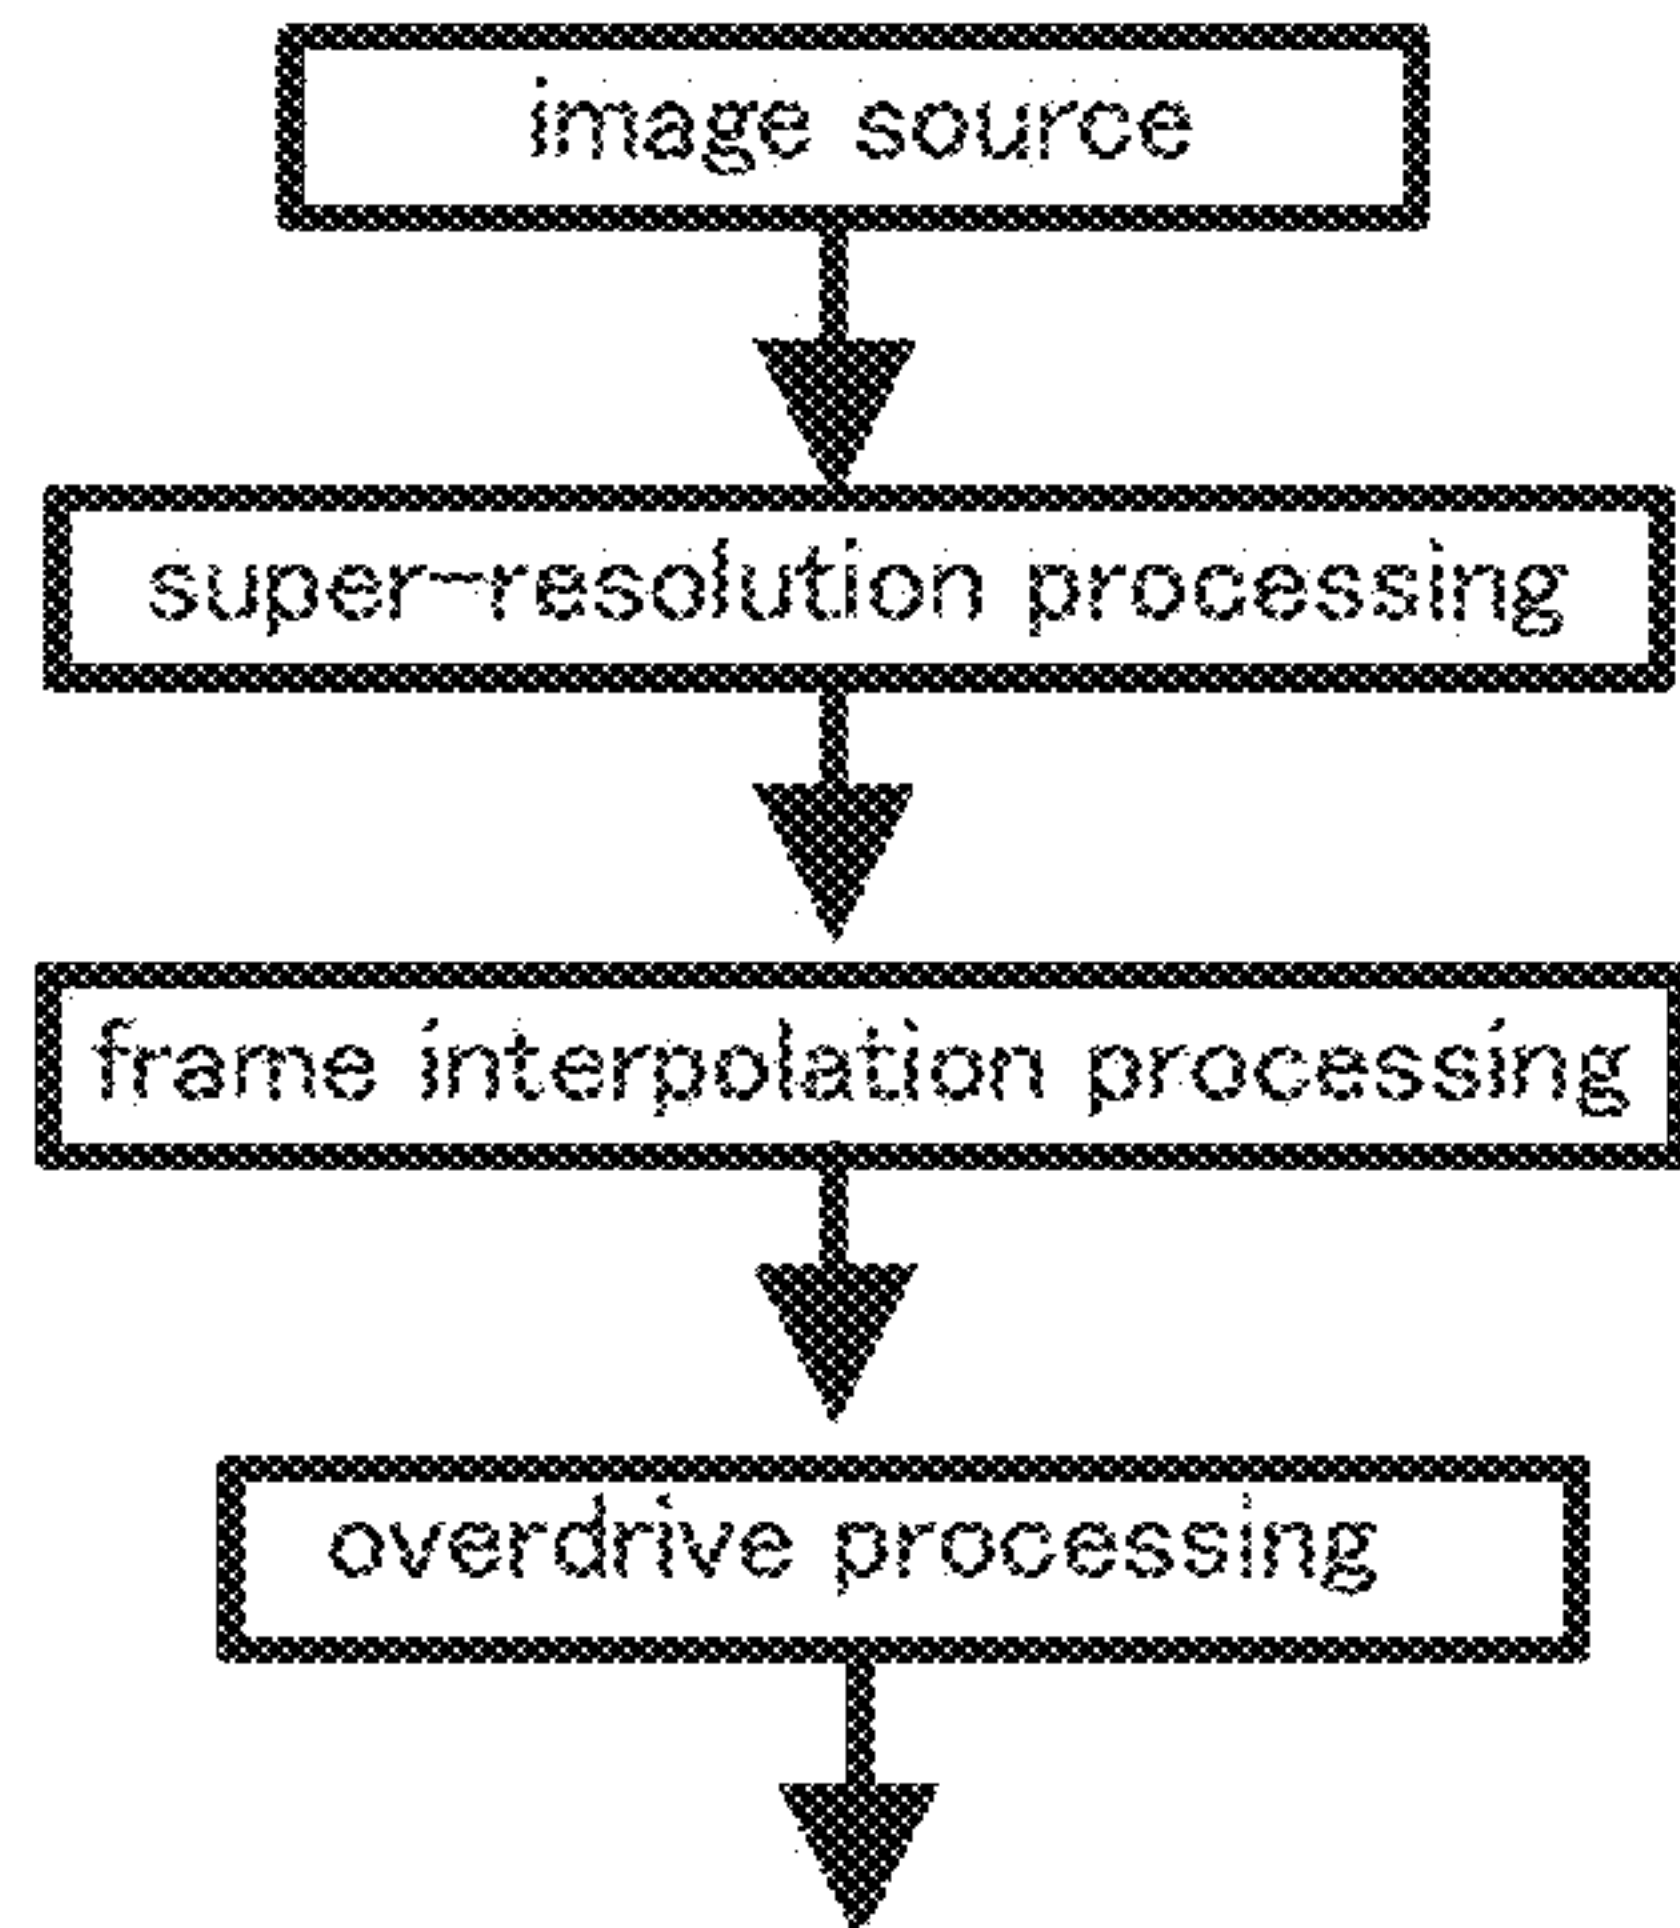 image source
super-resolution processing
frame interpolation processing
overdrive processing